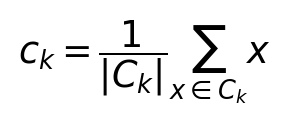 c_k = \frac{1}{|C_k|} \sum_{x \in C_k} x